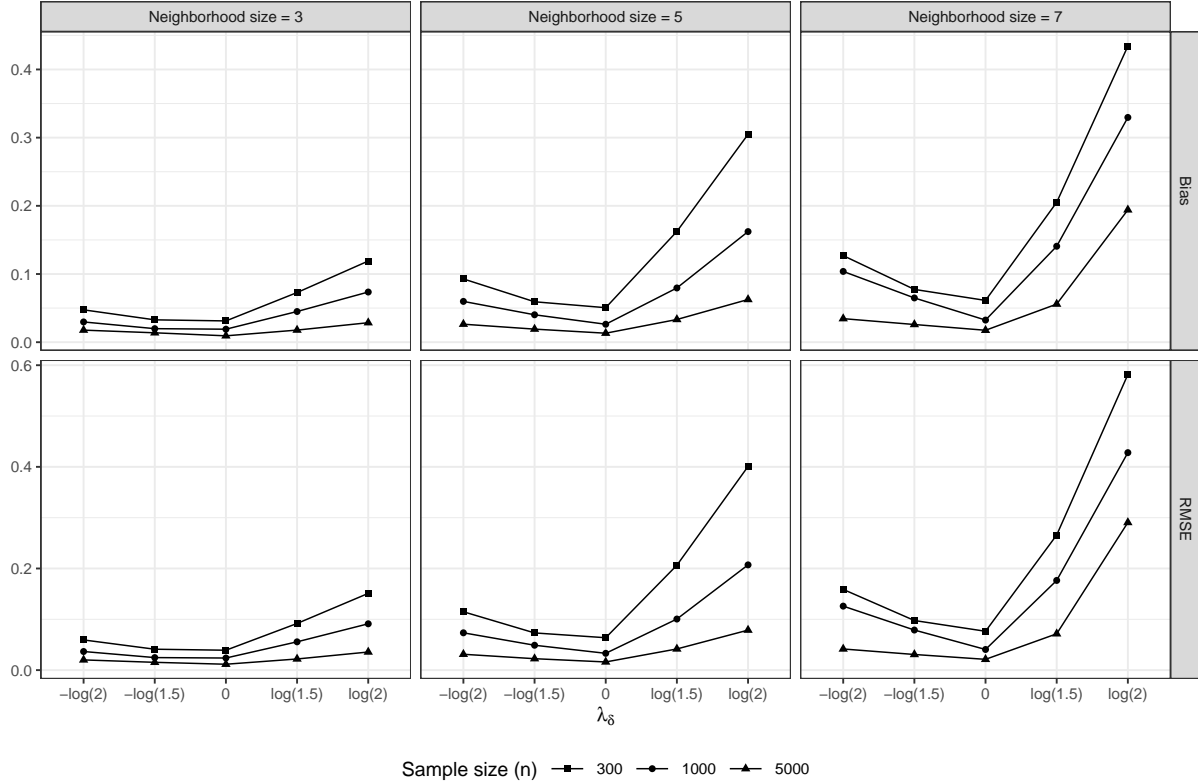 Neighborhood size = 3
Neighborhood size = 5
Neighborhood size = 7
0.4
0.3
0.2
0.1
0.0
Bias
0.6
0.4
0.2
0.0
RMSE
−log(2) −log(1.5) 0 log(1.5) log(2)
−log(2) −log(1.5) 0 log(1.5) log(2)
−log(2) −log(1.5) 0 log(1.5) log(2)
λδ
Sample size (n) 300 1000 5000